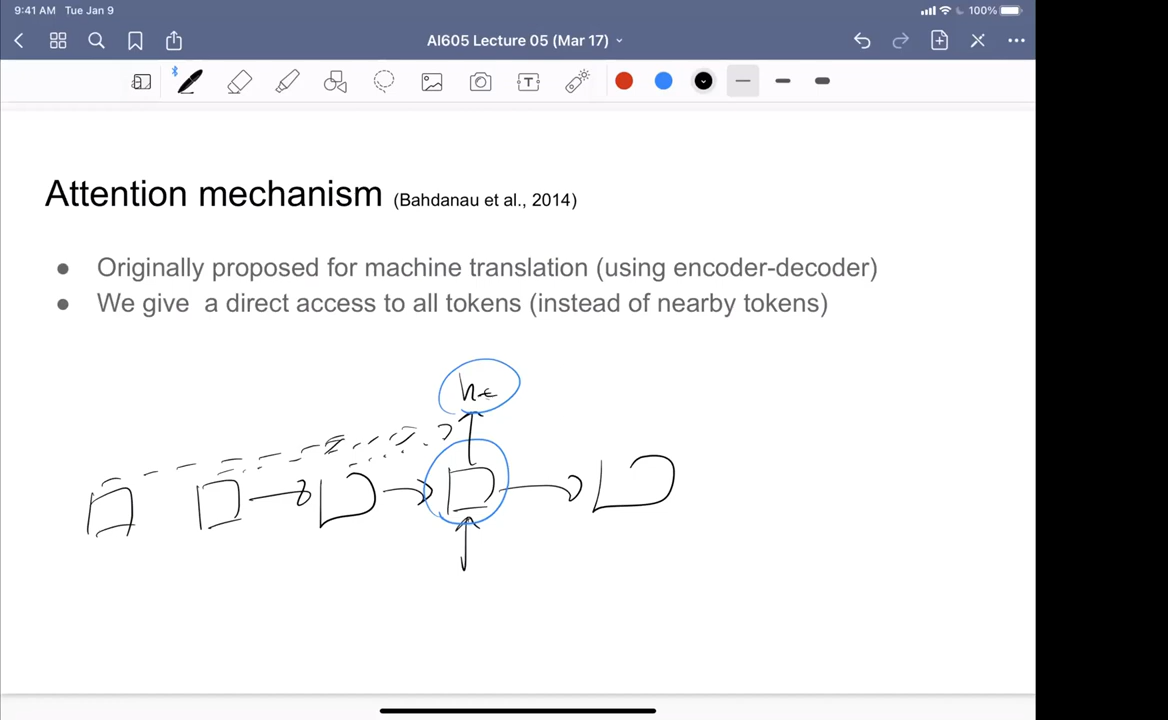 9:41 AM Tue Jan 9
100%
AI605 Lecture 05 (Mar 17)
T
Attention mechanism (Bahdanau et al., 2014)
● Originally proposed for machine translation (using encoder-decoder)
● We give a direct access to all tokens (instead of nearby tokens)
ht